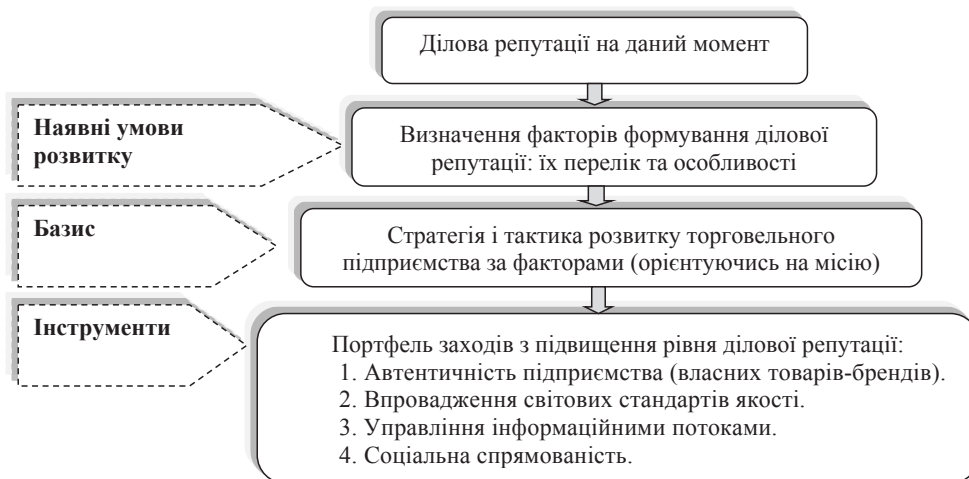 Ділова репутації на даний момент
Наявні умови
розвитку
Визначення факторів формування ділової
репутації: їх перелік та особливості
Базис
Стратегія і тактика розвитку торговельного
підприємства за факторами (орієнтуючись на місію)
Інструменти
Портфель заходів з підвищення рівня ділової репутації:
1. Автентичність підприємства (власних товарів-брендів).
2. Впровадження світових стандартів якості.
3. Управління інформаційними потоками.
4. Соціальна спрямованість.